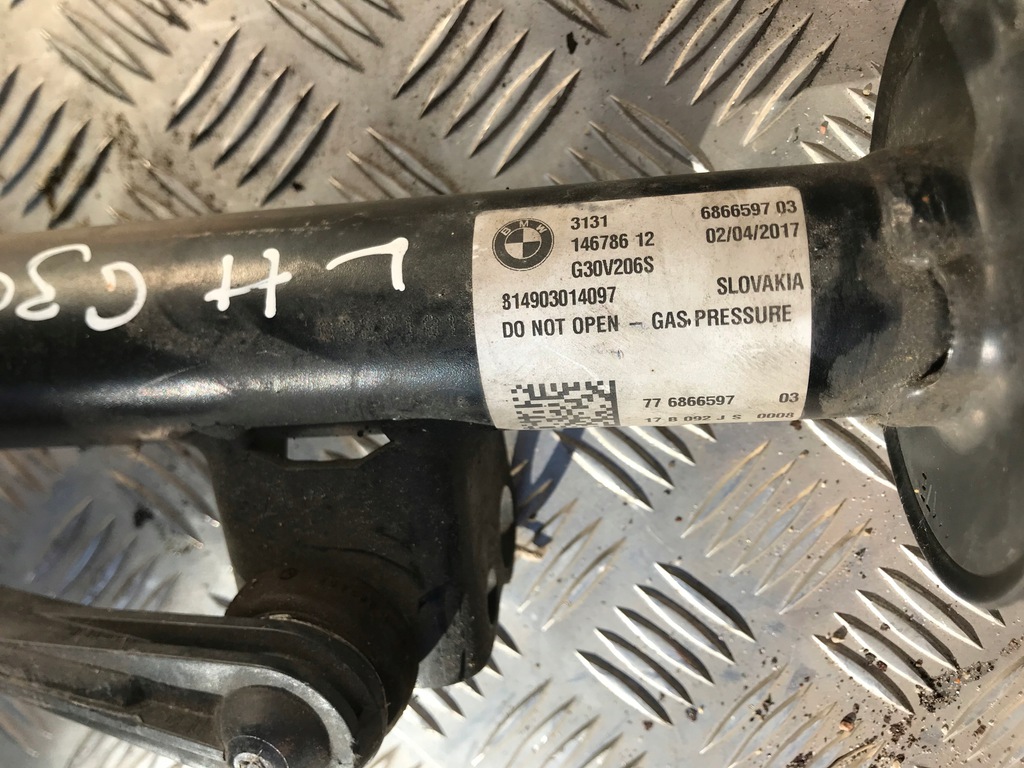 BMW
3131 6866597 03
146786 12 02/04/2017
G30V206S
814903014097 SLOVAKIA
DO NOT OPEN - GAS PRESSURE
77 6866597 03
17 B 092 J S 0008
L H G30